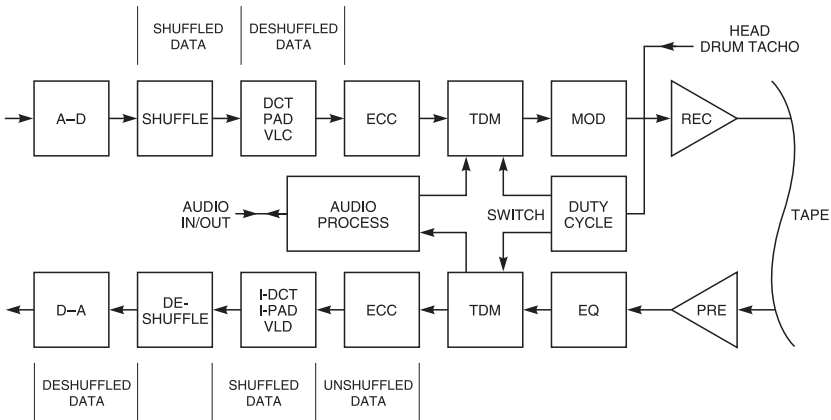 SHUFFLED
DATA
DESHUFFLED
DATA
HEAD
DRUM TACHO
A–D
SHUFFLE
DCT
PAD
VLC
ECC
TDM
MOD
REC
AUDIO
IN/OUT
AUDIO
PROCESS
SWITCH
DUTY
CYCLE
TAPE
D–A
DE-
SHUFFLE
I-DCT
I-PAD
VLD
ECC
TDM
EQ
PRE
DESHUFFLED
DATA
SHUFFLED
DATA
UNSHUFFLED
DATA